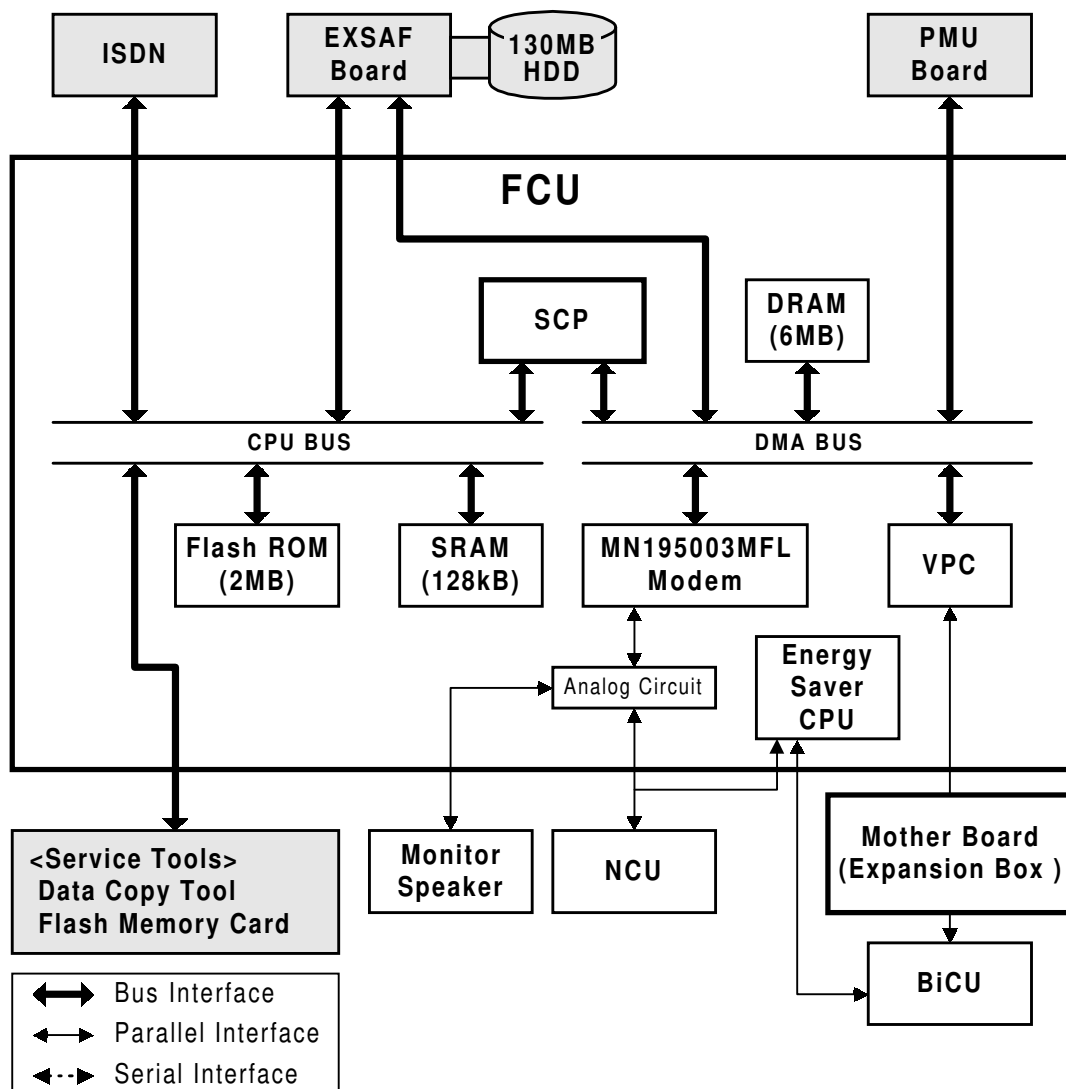 ISDN
EXSAF
Board
130MB
HDD
PMU
Board
FCU
SCP
DRAM
(6MB)
CPU BUS
DMA BUS
Flash ROM
(2MB)
SRAM
(128kB)
MN195003MFL
Modem
VPC
Analog Circuit
Energy
Saver
CPU
<Service Tools>
Data Copy Tool
Flash Memory Card
Monitor
Speaker
NCU
Mother Board
(Expansion Box )
BiCU
Bus Interface
Parallel Interface
Serial Interface